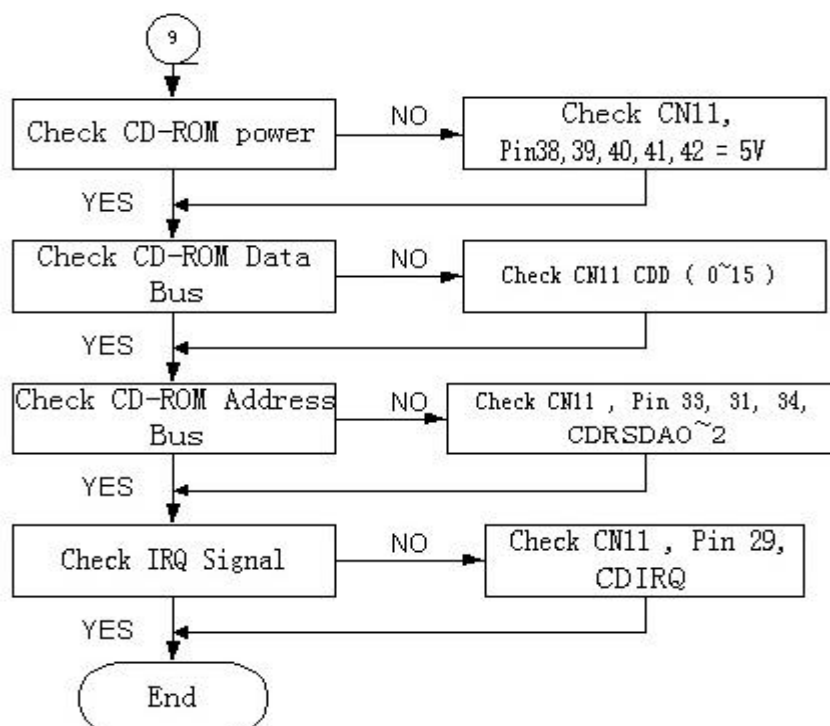 9
Check CD-ROM power
NO
Check CN11,
Pin38,39,40,41,42 = 5V
YES
Check CD-ROM Data
Bus
NO
Check CN11 CDD ( 0~15 )
YES
Check CD-ROM Address
Bus
NO
Check CN11 , Pin 33, 31, 34,
CDRSDA0~2
YES
Check IRQ Signal
NO
Check CN11 , Pin 29,
CDIRQ
YES
End